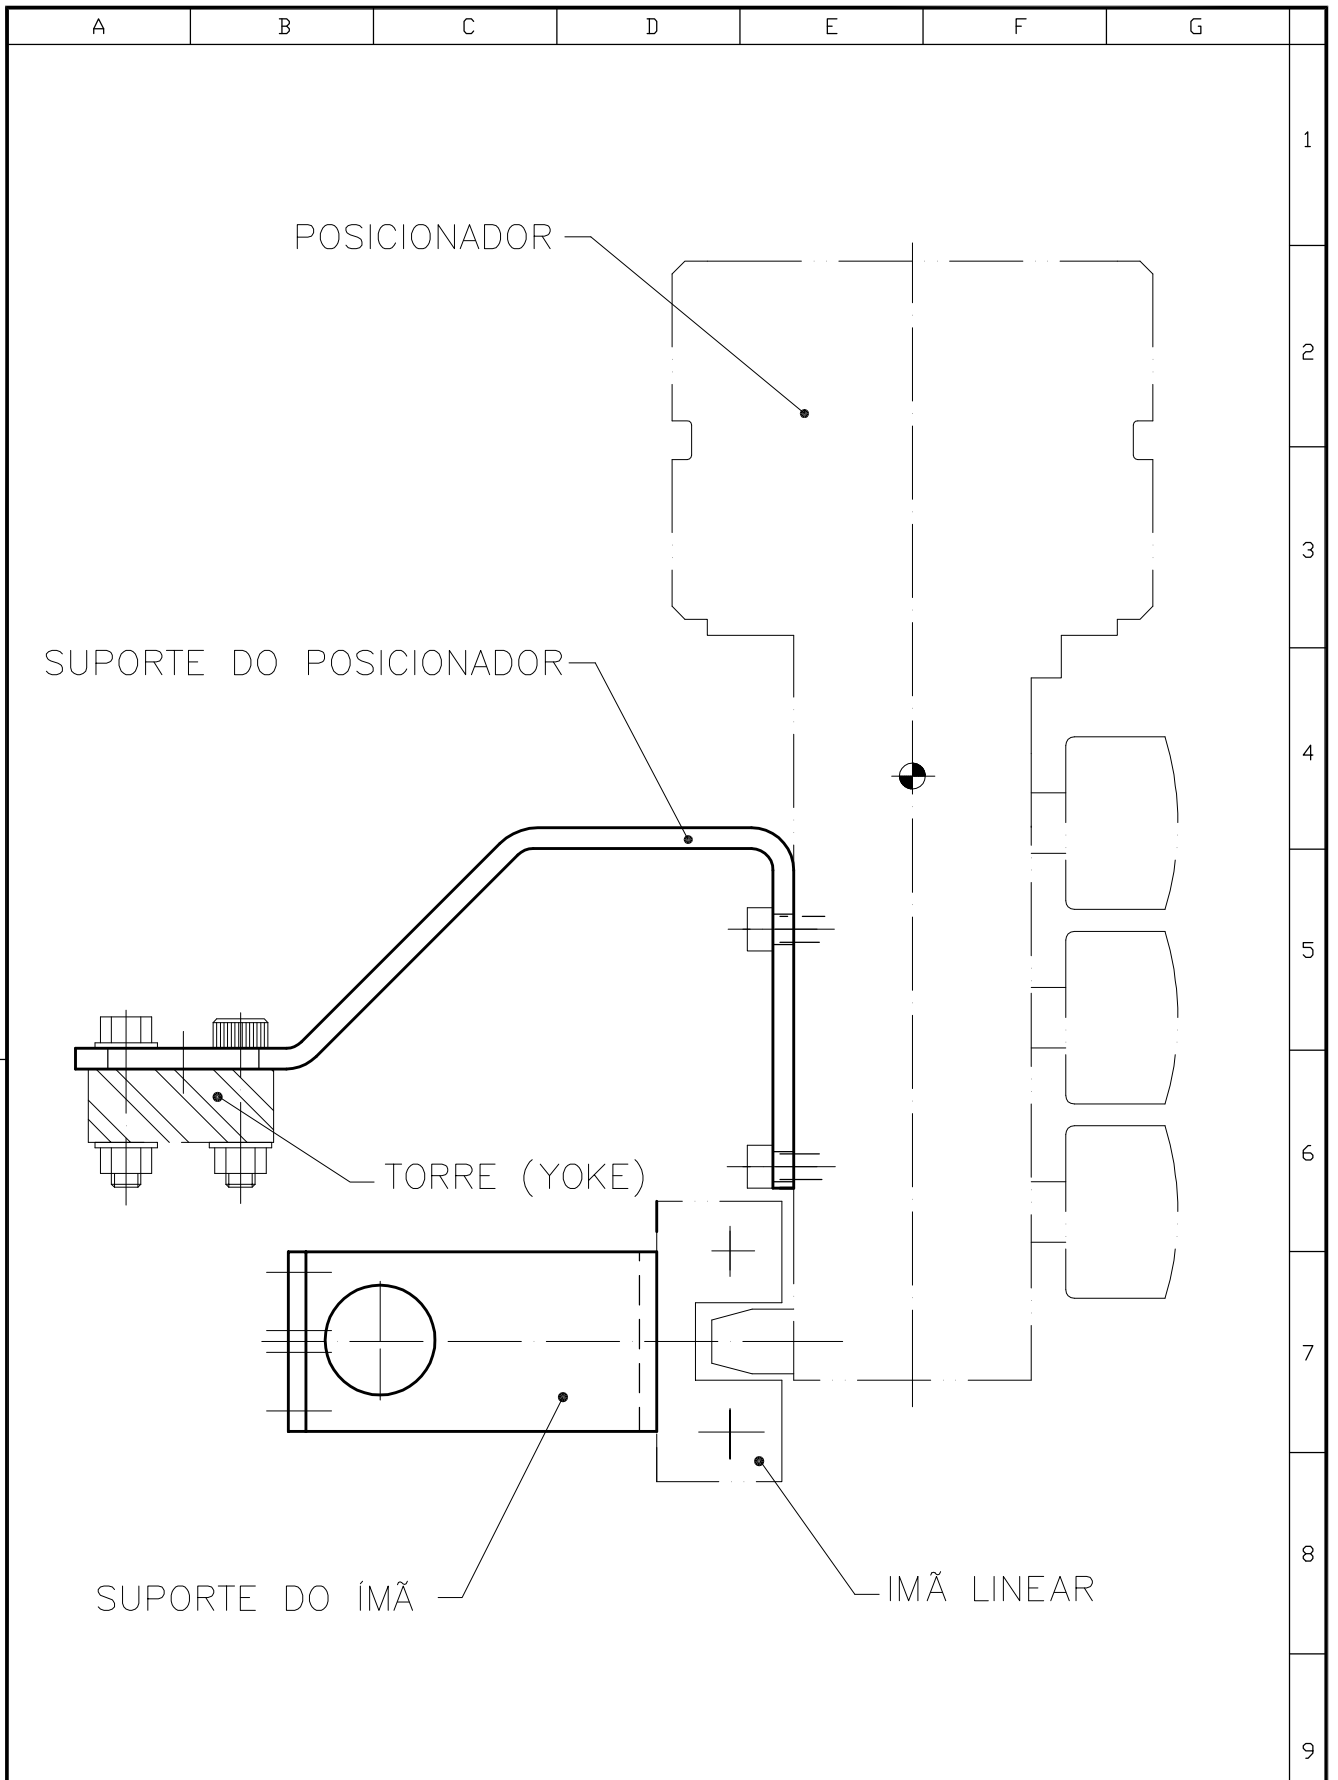 A B C D E F G
1
POSICIONADOR
2
3
SUPORTE DO POSICIONADOR
4
5
6
TORRE (YOKE)
7
8
IMÃ LINEAR
SUPORTE DO ÍMÃ
9